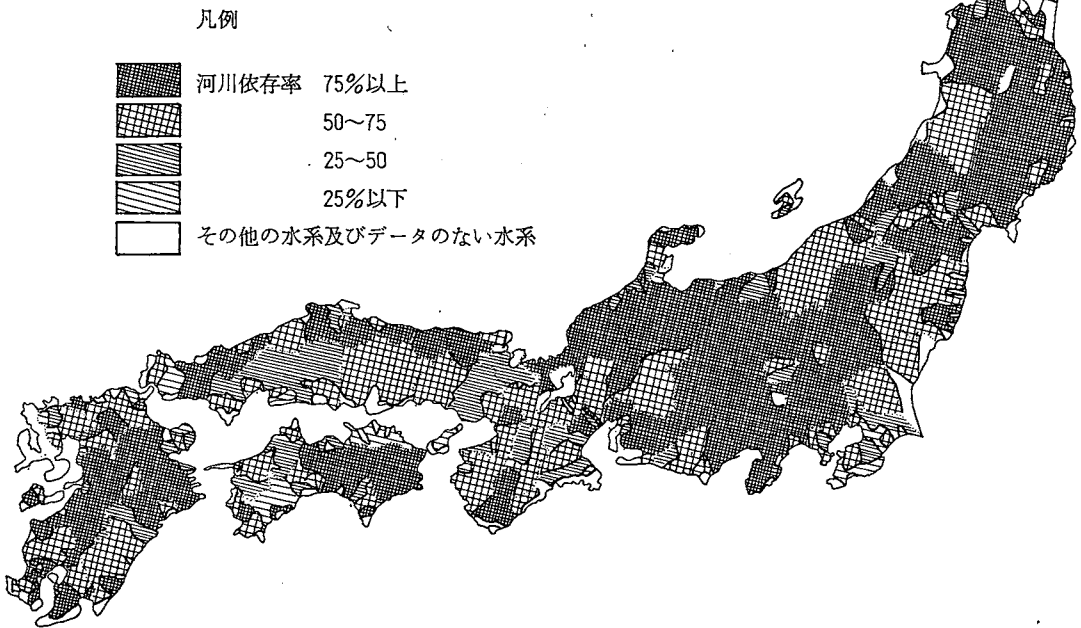 凡例
河川依存率 75%以上
50～75
25～50
25%以下
その他の水系及びデータのない水系